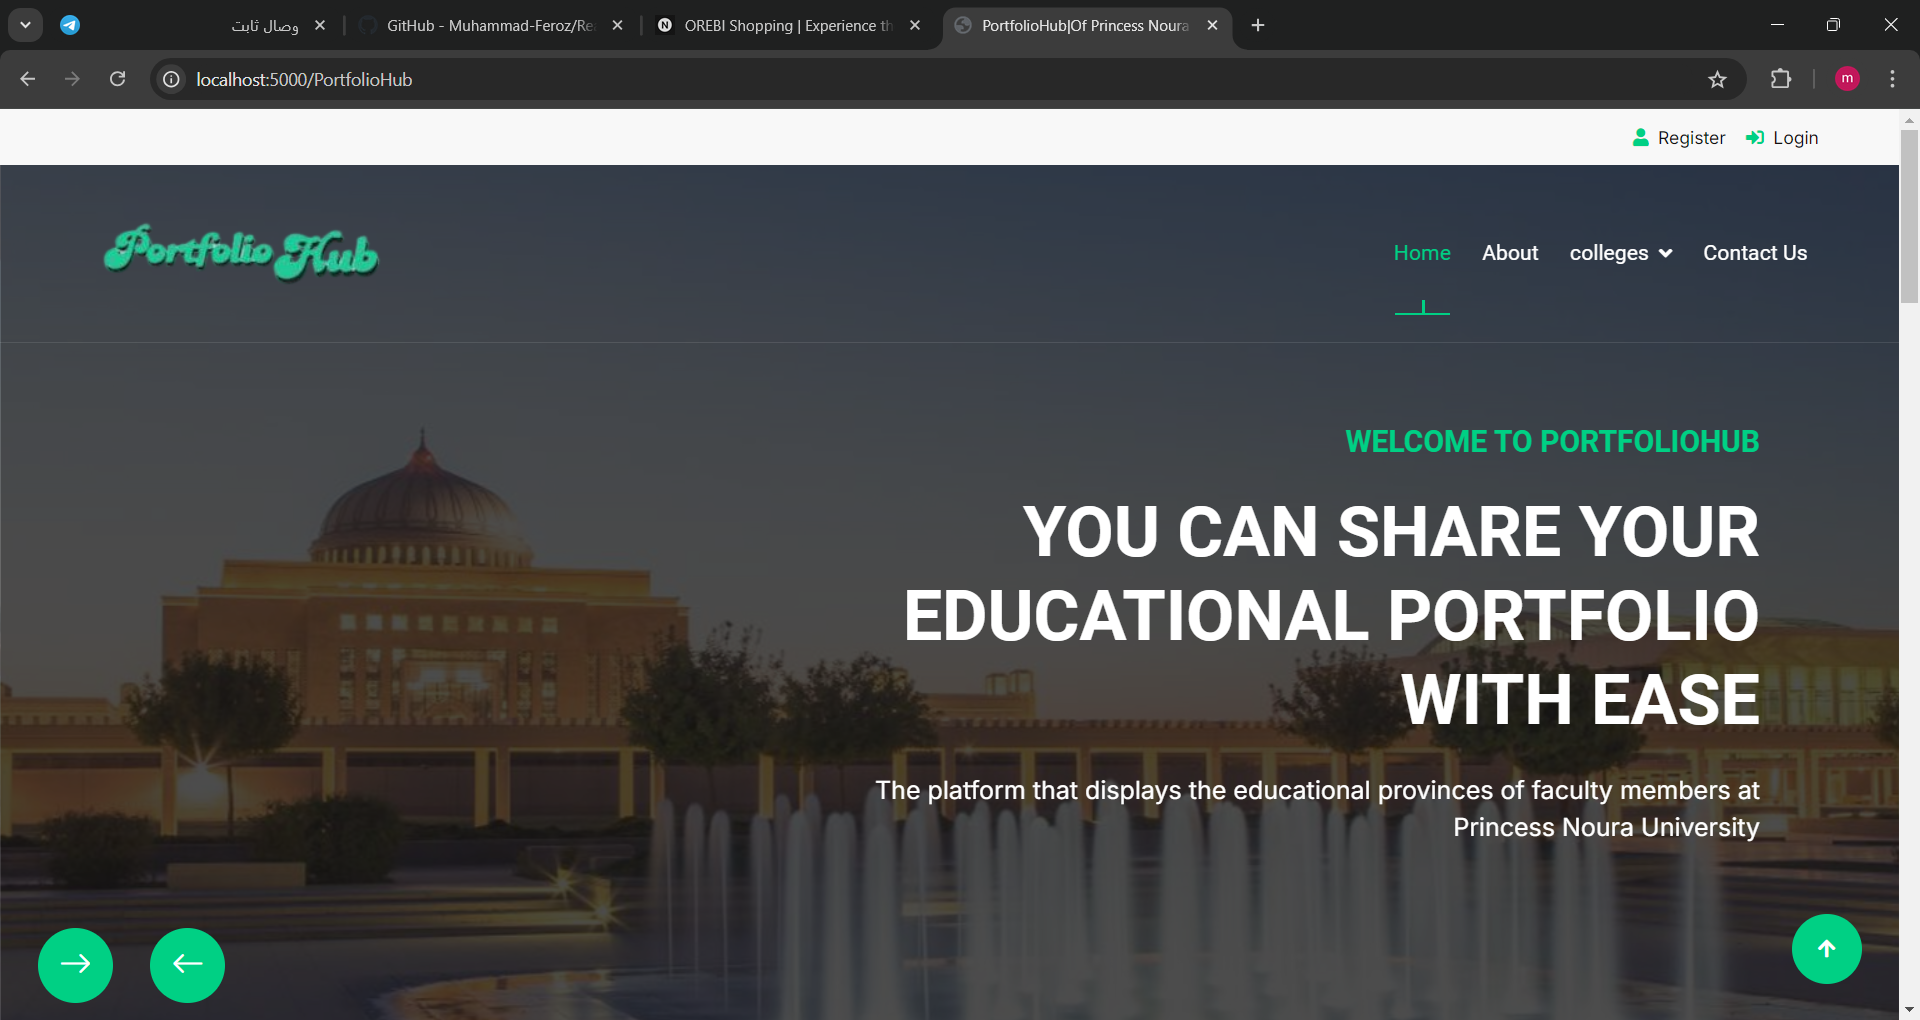 وصال ثابت
GitHub - Muhammad-Feroz/Re
OREBI Shopping | Experience th
PortfolioHub|Of Princess Noura
localhost:5000/PortfolioHub
m
Register
Login
Portfolio Hub
Home
About
colleges
Contact Us
WELCOME TO PORTFOLIOHUB
YOU CAN SHARE YOUR
EDUCATIONAL PORTFOLIO
WITH EASE
The platform that displays the educational provinces of faculty members at
Princess Noura University